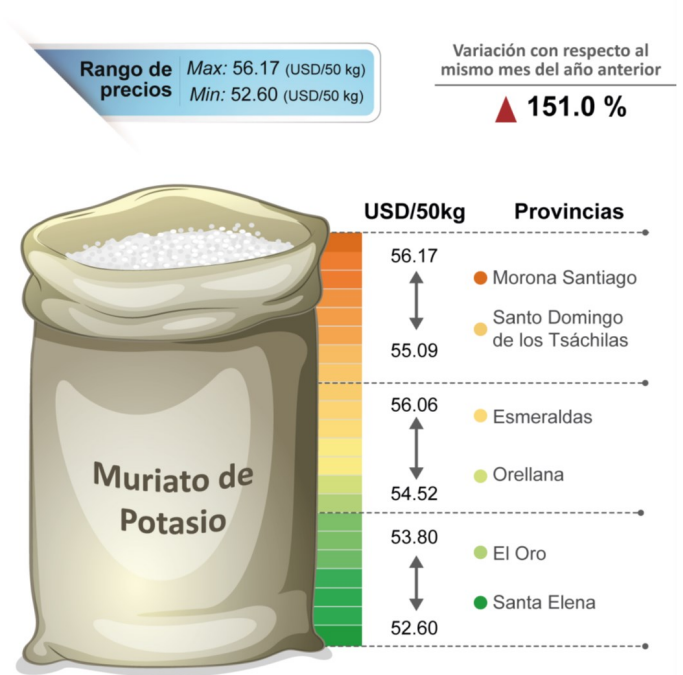 Rango de precios
Max: 56.17 (USD/50 kg)
Min: 52.60 (USD/50 kg)
Variación con respecto al
mismo mes del año anterior
151.0 %
USD/50kg Provincias
56.17
Morona Santiago
Santo Domingo
de los Tsáchilas
55.09
56.06
Esmeraldas
Orellana
54.52
53.80
El Oro
Santa Elena
52.60
Muriato de
Potasio